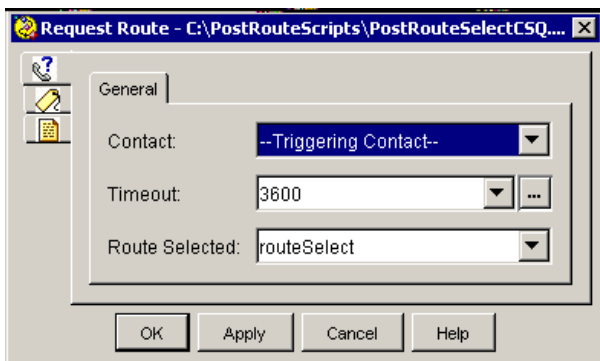 Request Route - C:\PostRouteScripts\PostRouteSelectCSQ....
General
Contact: --Triggering Contact--
Timeout: 3600 ...
Route Selected: routeSelect
OK Apply Cancel Help